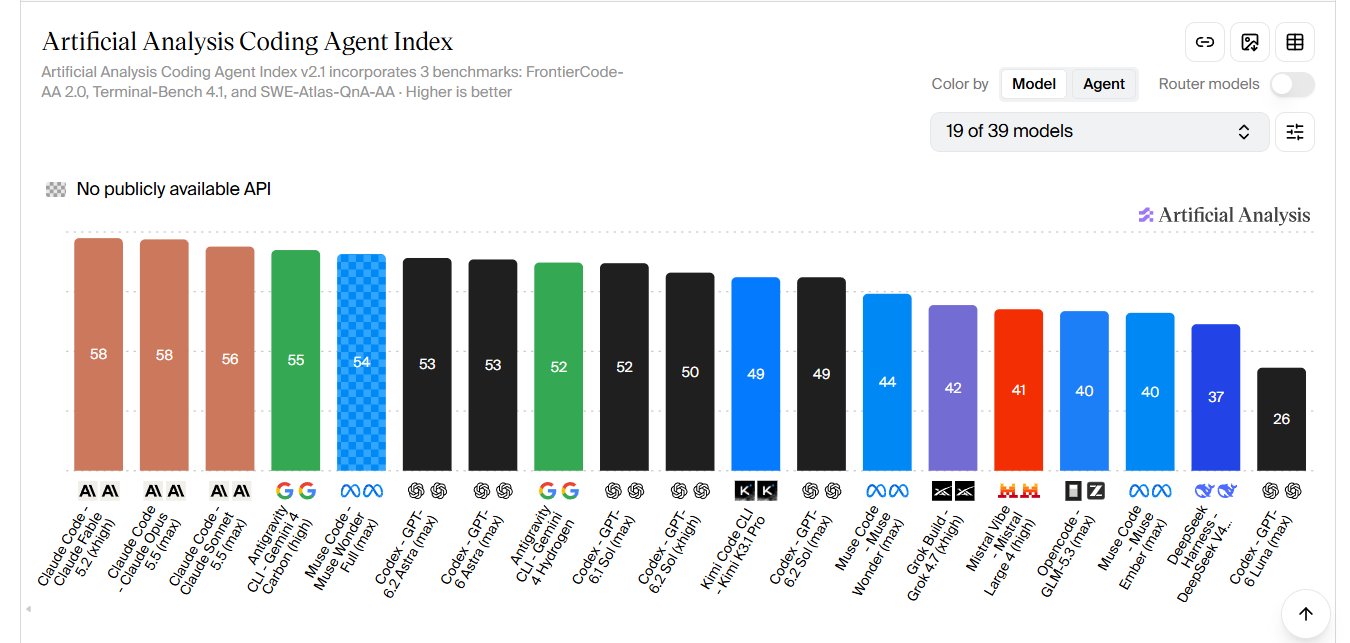 Artificial Analysis Coding Agent Index
Artificial Analysis Coding Agent Index v2.1 incorporates 3 benchmarks: FrontierCode-
AA 2.0, Terminal-Bench 4.1, and SWE-Atlas-QnA-AA · Higher is better
Color by
Model
Agent
Router models
19 of 39 models
No publicly available API
Artificial Analysis
58
58
56
55
54
53
53
52
52
50
49
49
44
42
41
40
40
37
26
Claude Code -
Claude Fable
5.2 (xhigh)
Claude Code
- Claude Opus
5.5 (max)
Claude Code -
Claude Sonnet
5.5 (max)
Antigravity
CLI - Gemini 4
Carbon (high)
Muse Code -
Muse Wonder
Full (max)
Codex - GPT-
6.2 Astra (max)
Codex - GPT-
6 Astra (max)
Antigravity
CLI - Gemini
4 Hydrogen
Codex - GPT-
6.1 Sol (max)
Codex - GPT-
6.2 Sol (xhigh)
Kimi Code CLI
- Kimi K3.1 Pro
Codex - GPT-
6.2 Sol (max)
Muse Code
- Muse
Wonder (max)
Grok Build -
Grok 4.7 (xhigh)
Mistral Vibe
- Mistral
Large 4 (high)
Opencode -
GLM-5.3 (max)
Muse Code
- Muse
Ember (max)
DeepSeek
Harness -
DeepSeek V4...
Codex - GPT-
6 Luna (max)